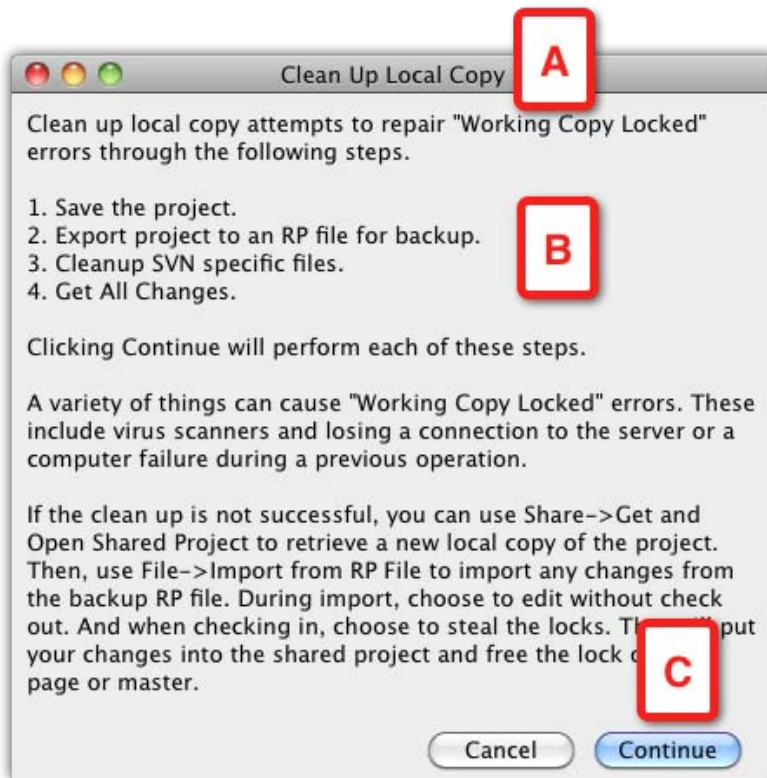 A
Clean Up Local Copy
Clean up local copy attempts to repair "Working Copy Locked"
errors through the following steps.
1. Save the project.
2. Export project to an RP file for backup.
B
3. Cleanup SVN specific files.
4. Get All Changes.
Clicking Continue will perform each of these steps.
A variety of things can cause "Working Copy Locked" errors. These
include virus scanners and losing a connection to the server or a
computer failure during a previous operation.
If the clean up is not successful, you can use Share->Get and
Open Shared Project to retrieve a new local copy of the project.
Then, use File->Import from RP File to import any changes from
the backup RP file. During import, choose to edit without check
out. And when checking in, choose to steal the locks. put
your changes into the shared project and free the lock
page or master.
C
Cancel Continue